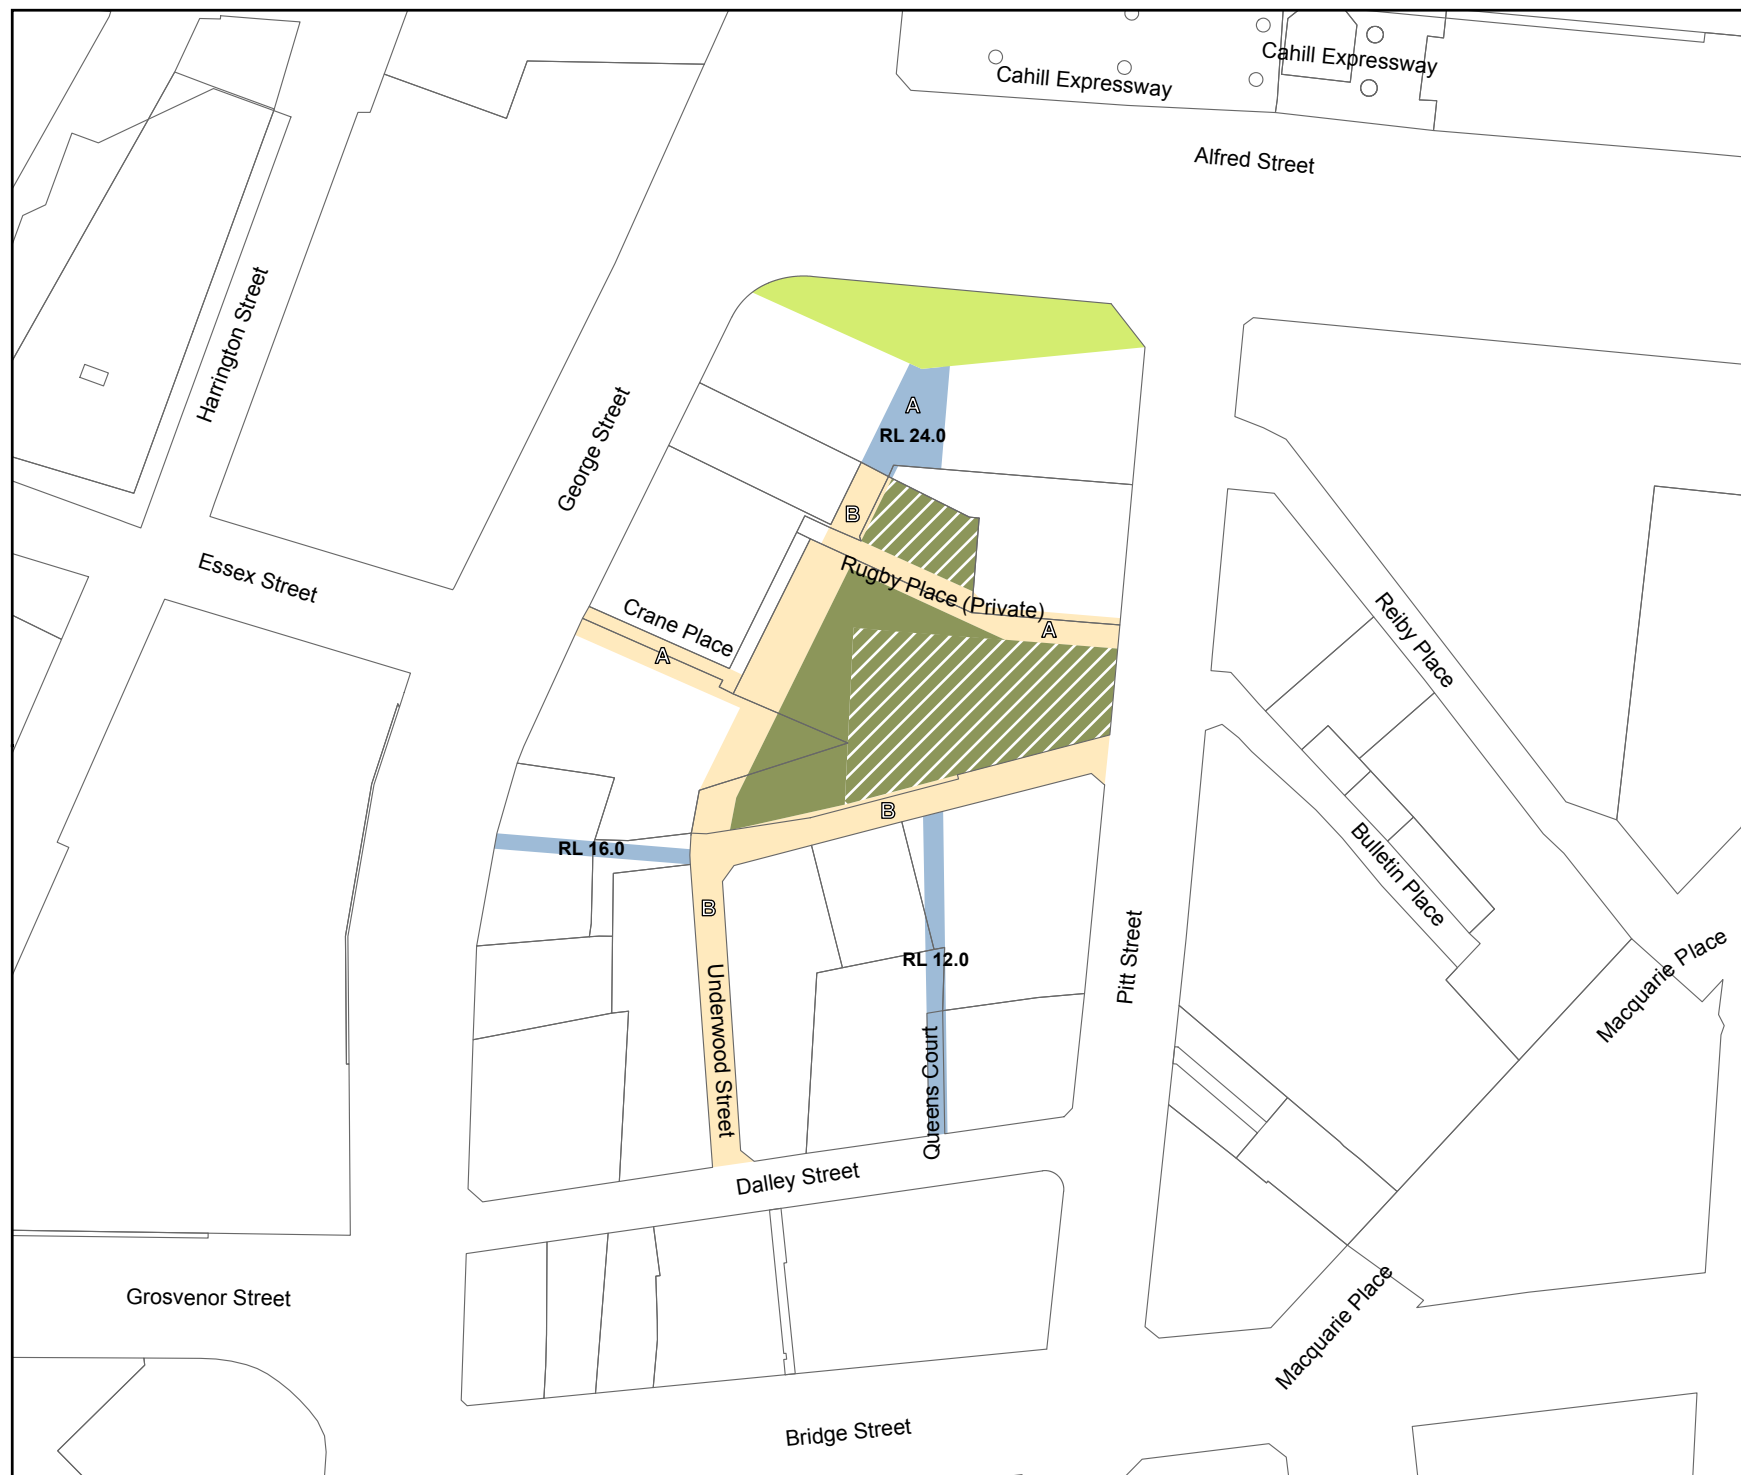 Cahill Expressway
Cahill Expressway
Alfred Street
Harrington Street
George Street
A
RL 24.0
B
Essex Street
Rugby Place (Private)
Crane Place
A
A
Reiby Place
B
RL 16.0
Bulletin Place
B
RL 12.0
Pitt Street
Macquarie Place
Underwood Street
Queens Court
Dalley Street
Grosvenor Street
Macquarie Place
Bridge Street